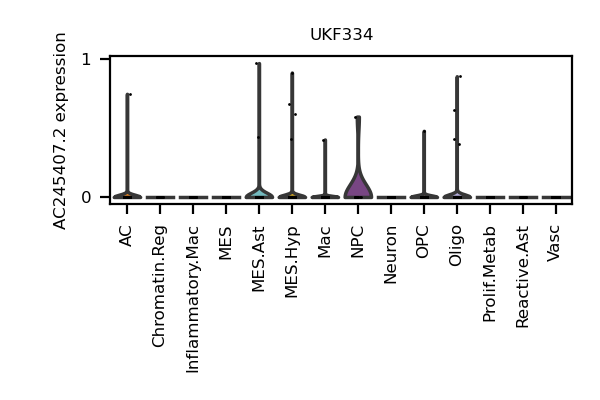 UKF334
AC245407.2 expression
1
0
AC
Chromatin.Reg
Inflammatory.Mac
MES
MES.Ast
MES.Hyp
Mac
NPC
Neuron
OPC
Oligo
Prolif.Metab
Reactive.Ast
Vasc